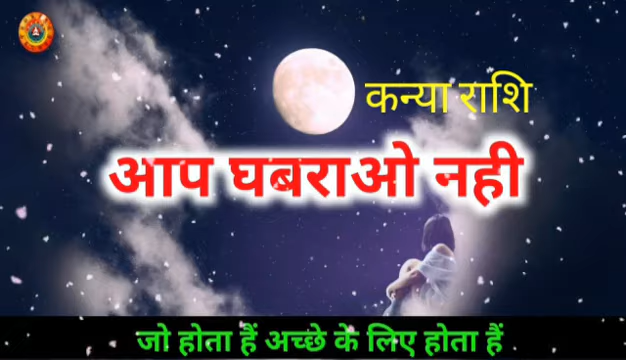 कन्या राशि
आप घबराओ नही
जो होता हैं अच्छे के लिए होता हैं